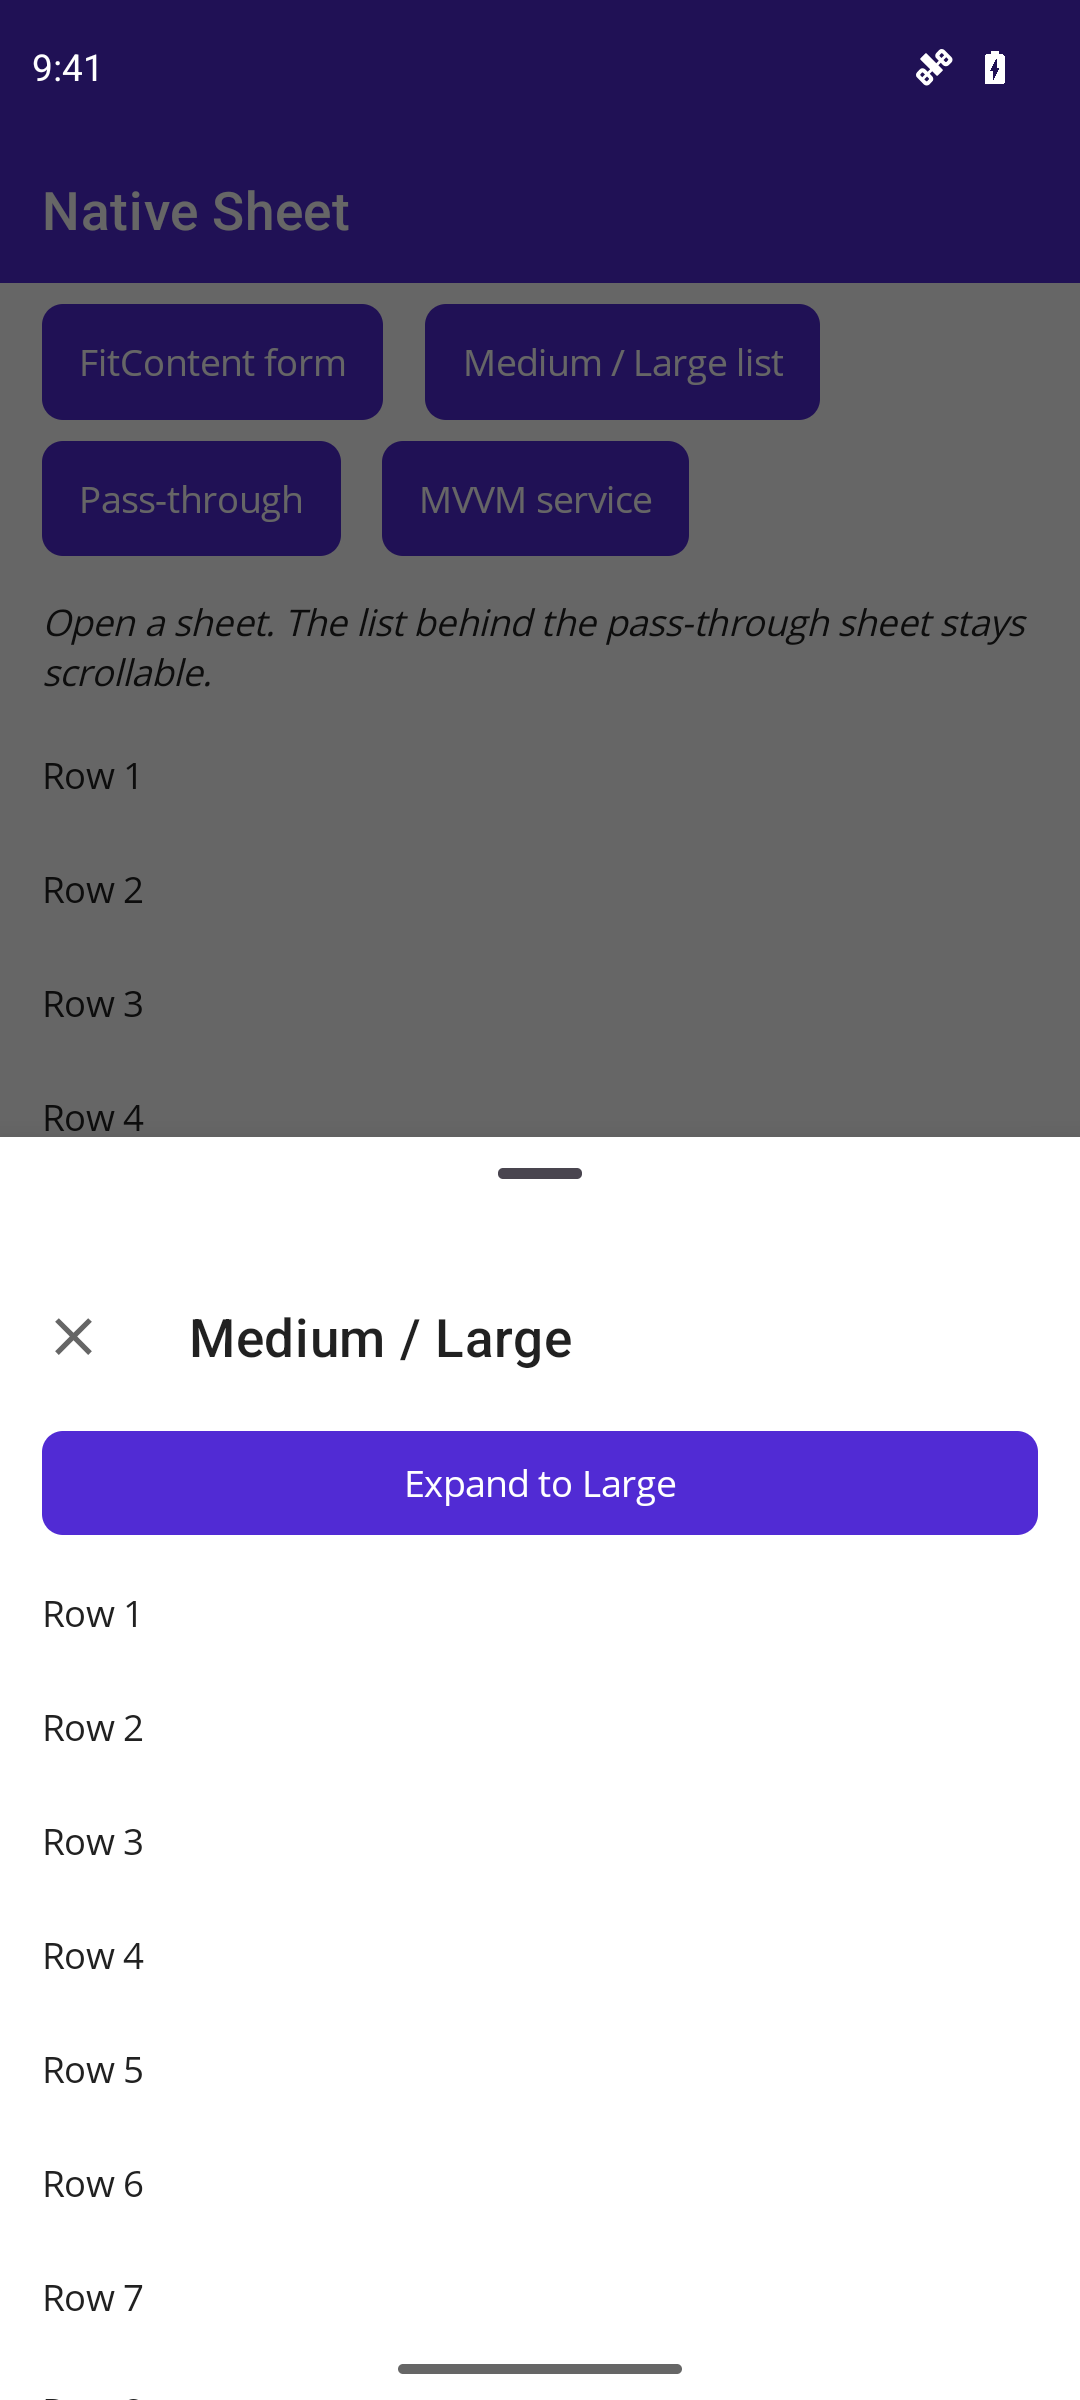 9:41
Native Sheet
FitContent form
Medium / Large list
Pass-through
MVVM service
Open a sheet. The list behind the pass-through sheet stays
scrollable.
Row 1
Row 2
Row 3
Row 4
Medium / Large
Expand to Large
Row 1
Row 2
Row 3
Row 4
Row 5
Row 6
Row 7